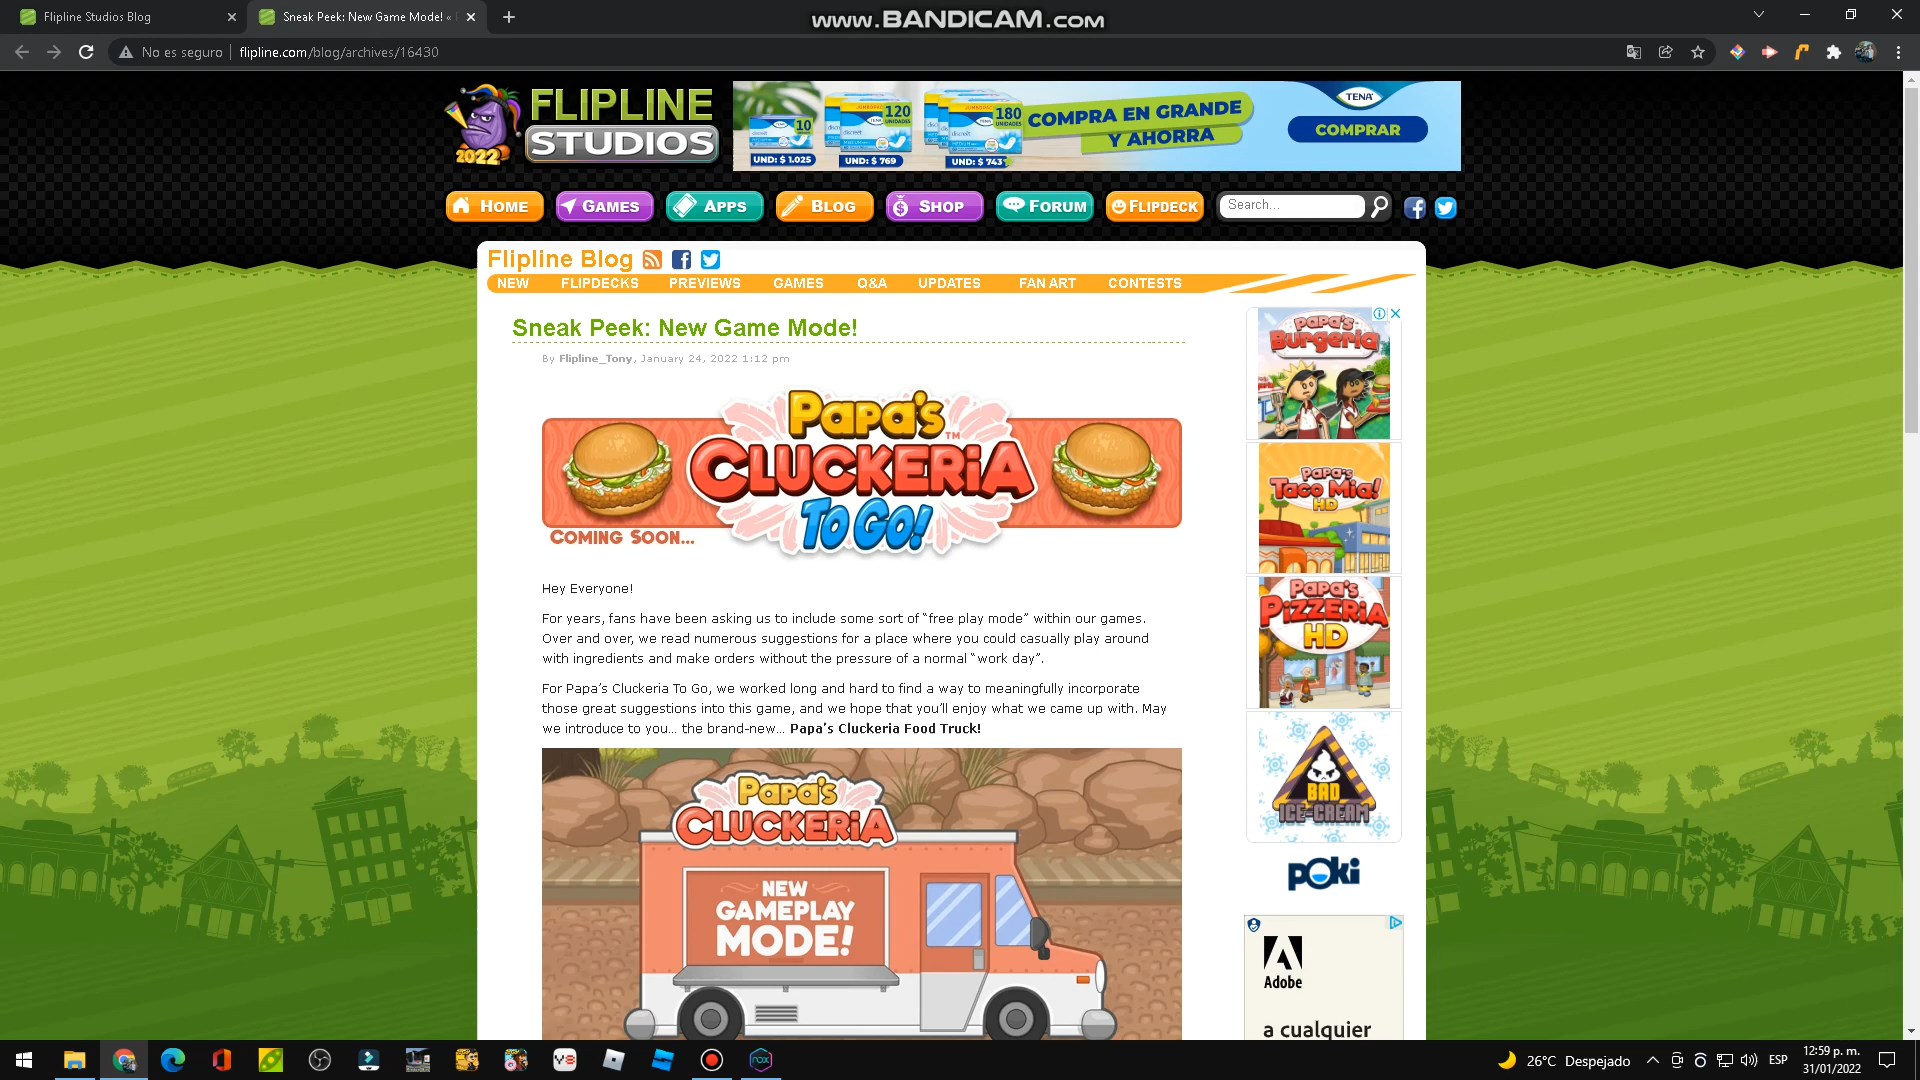 Flipline Studios Blog
Sneak Peek: New Game Mode! «
www.BANDICAM.com
No es seguro
flipline.com/blog/archives/16430
2022
FLIPLINE
STUDIOS
10
UND: $ 1.025
120
UNIDADES
UND: $ 769
180
UNIDADES
UND: $ 743
COMPRA EN GRANDE
Y AHORRA
TENA
COMPRAR
HOME
GAMES
APPS
BLOG
SHOP
FORUM
FLIPDECK
Search...
Flipline Blog
NEW
FLIPDECKS
PREVIEWS
GAMES
Q&A
UPDATES
FAN ART
CONTESTS
Sneak Peek: New Game Mode!
By Flipline_Tony, January 24, 2022 1:12 pm
Papa's
CLUCKERiA
TO GO!
™
COMING SOON...
Hey Everyone!
For years, fans have been asking us to include some sort of “free play mode” within our games.
Over and over, we read numerous suggestions for a place where you could casually play around
with ingredients and make orders without the pressure of a normal “work day”.
For Papa’s Cluckeria To Go, we worked long and hard to find a way to meaningfully incorporate
those great suggestions into this game, and we hope that you’ll enjoy what we came up with. May
we introduce to you… the brand-new… Papa’s Cluckeria Food Truck!
Papa's
CLUCKERiA
NEW
GAMEPLAY
MODE!
Papa's
Burgeria
Papa's
Taco Mia!
HD
Papa's
PiZZERiA
HD
BAD
ICE-CREAM
POKI
Adobe
a cualquier
26°C Despejado
ESP
12:59 p. m.
31/01/2022